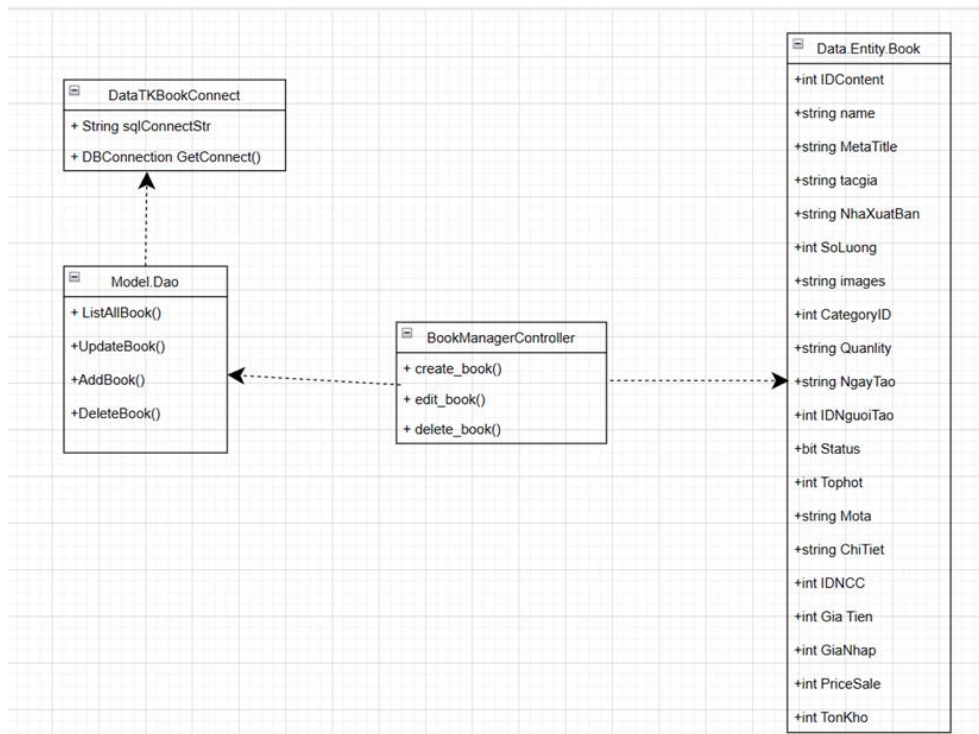 DataTKBookConnect
+ String sqlConnectStr
+ DBConnection GetConnect()
Model.Dao
+ ListAllBook()
+UpdateBook()
+AddBook()
+DeleteBook()
BookManagerController
+ create_book()
+ edit_book()
+ delete_book()
Data.Entity.Book
+int IDContent
+string name
+string MetaTitle
+string tacgia
+string NhaXuatBan
+int SoLuong
+string images
+int CategoryID
+string Quanlity
+string NgayTao
+int IDNguoiTao
+bit Status
+int Tophot
+string Mota
+string ChiTiet
+int IDNCC
+int Gia Tien
+int GiaNhap
+int PriceSale
+int TonKho